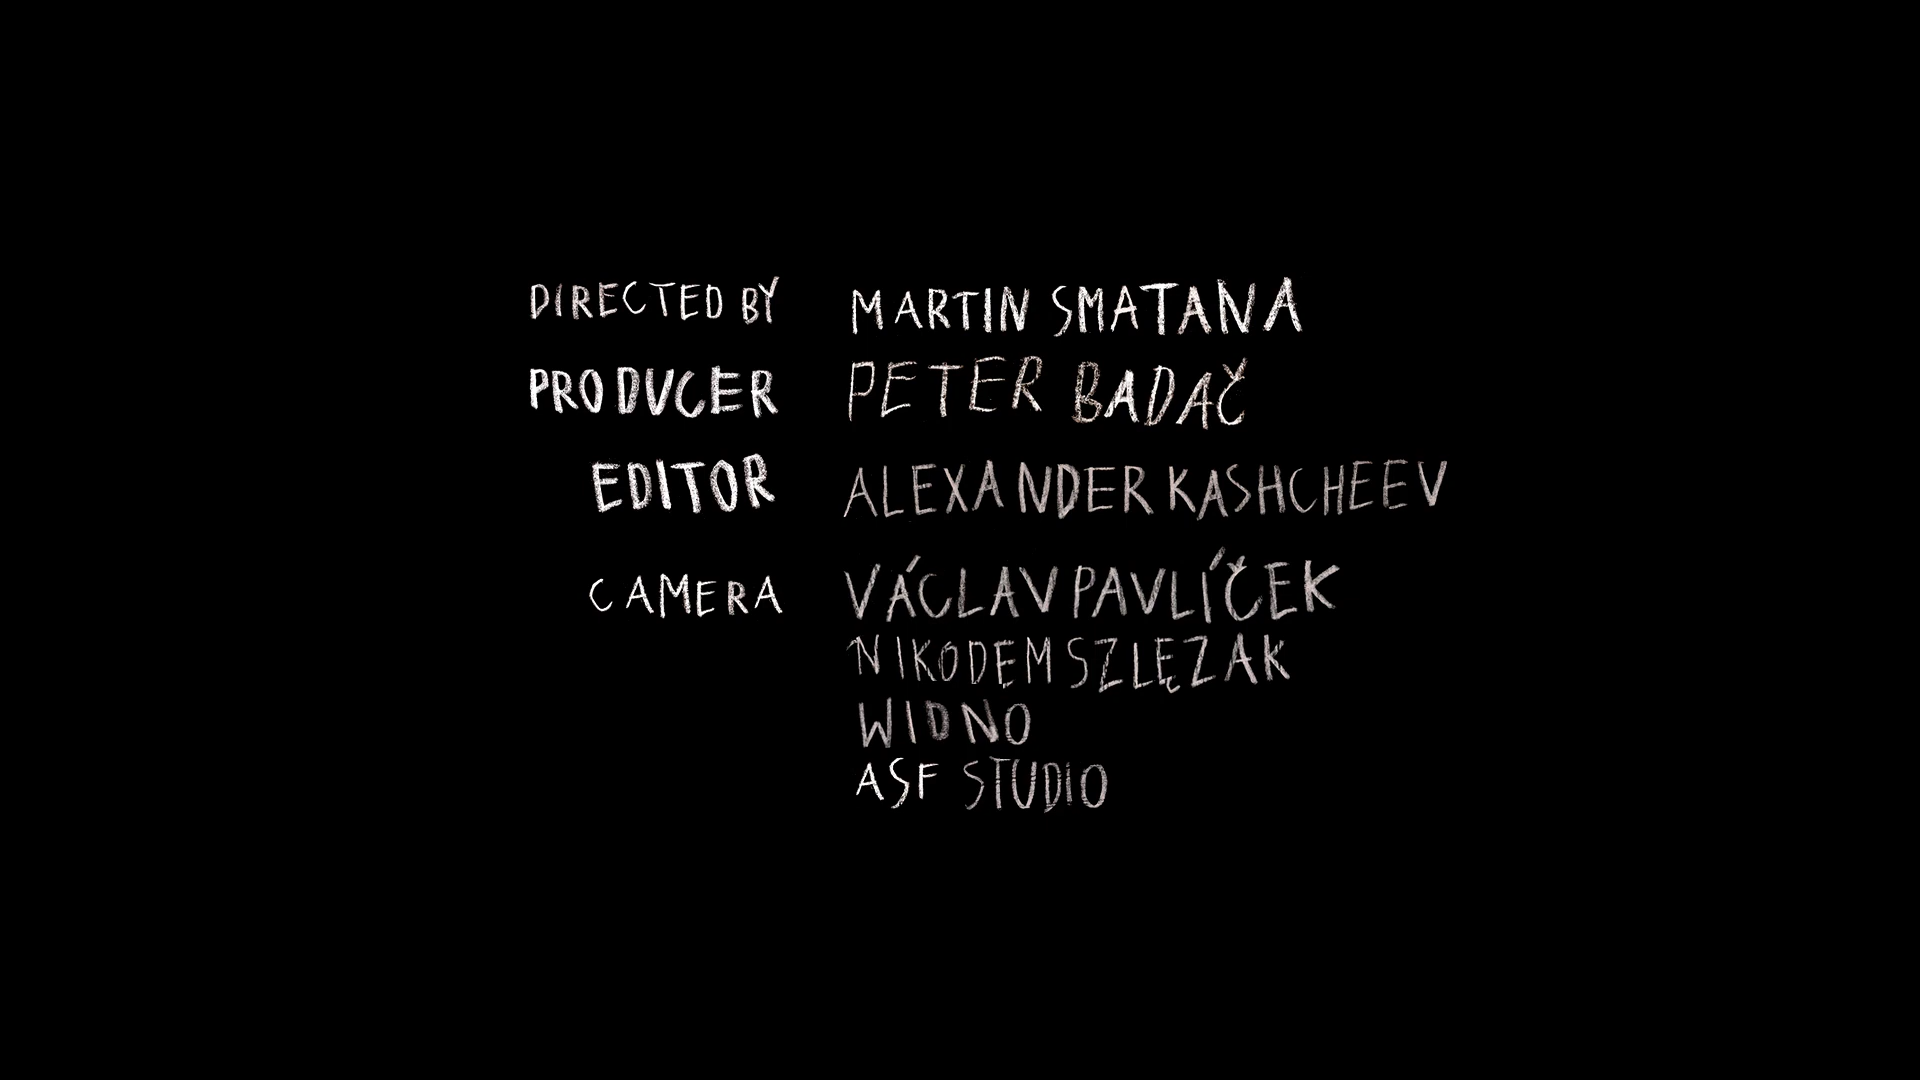 DIRECTED BY MARTIN SMATANA
PRODUCER PETER BADAČ
EDITOR ALEXANDER KASHCHEEV
CAMERA VÁCLAV PAVLÍČEK
NIKODEM SZLĘZAK
WIDNO
ASF STUDIO